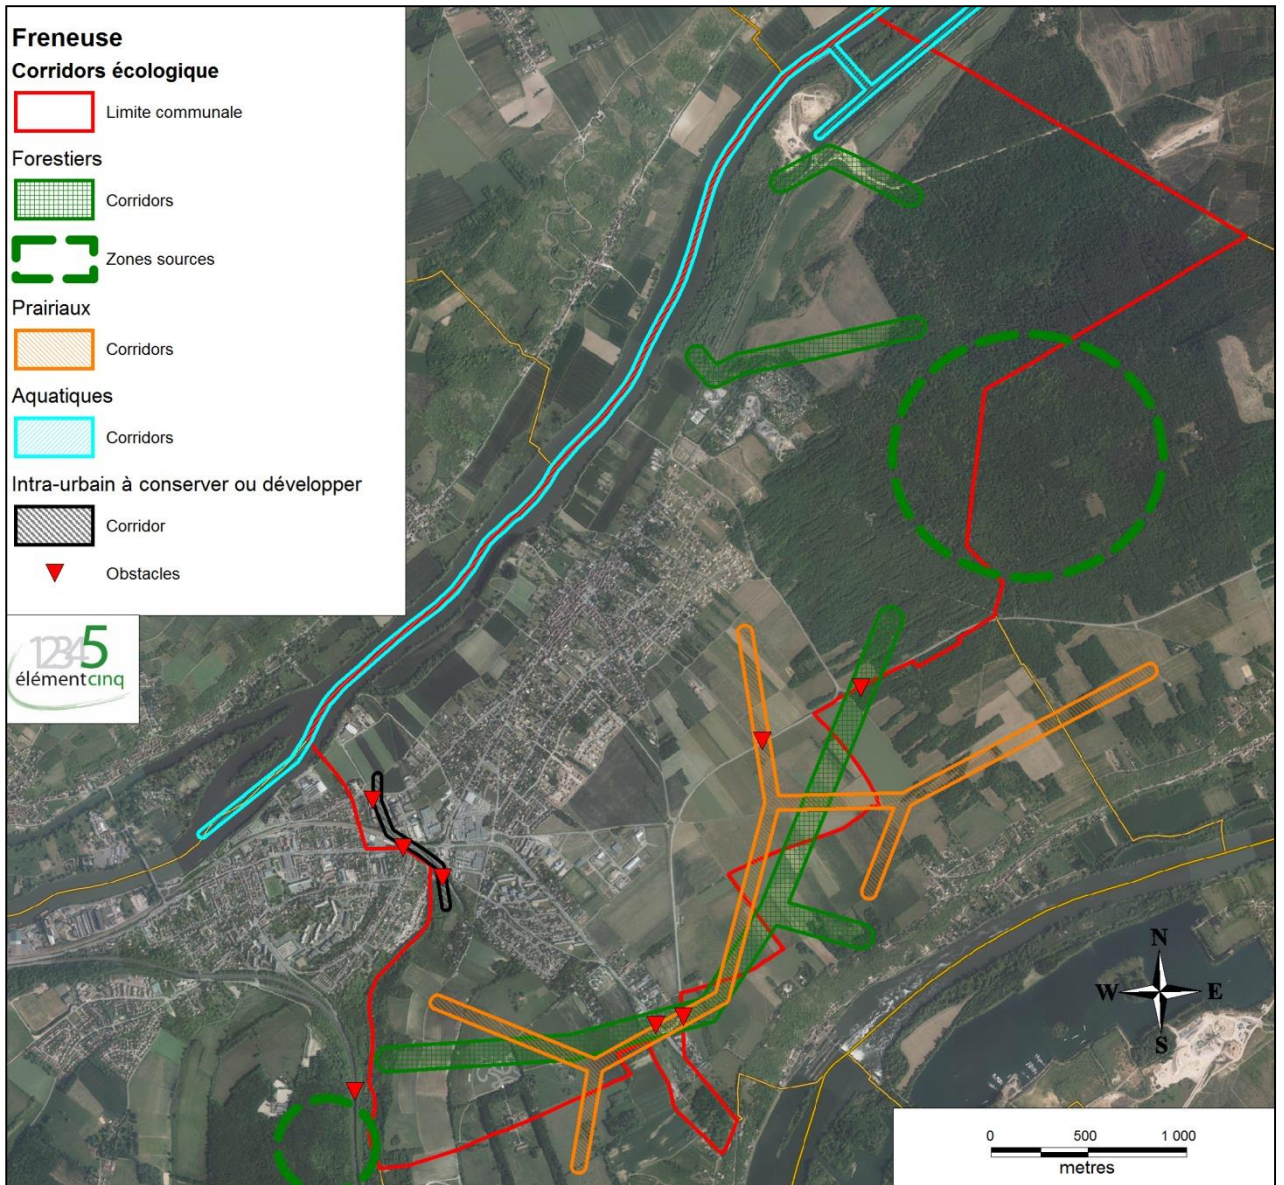 Freneuse
Corridors écologique
Limite communale
Forestiers
Corridors
Zones sources
Prairiaux
Corridors
Aquatiques
Corridors
Intra-urbain à conserver ou développer
Corridor
Obstacles
12345
élémentcinq
N
W E
S
0 500 1 000
metres